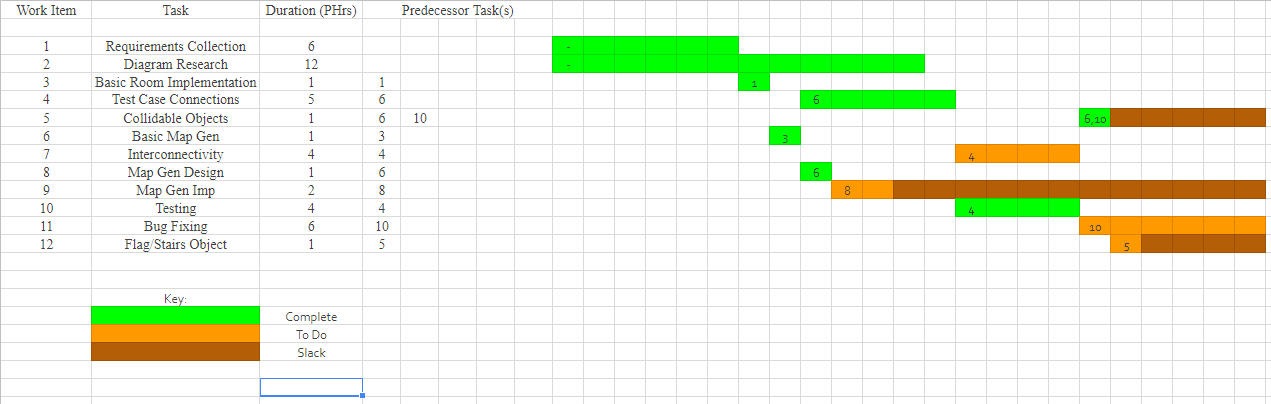 Work Item Task Duration (PHrs) Predecessor Task(s)
1 Requirements Collection 6 -
2 Diagram Research 12 -
3 Basic Room Implementation 1 1 1
4 Test Case Connections 5 6 6
5 Collidable Objects 1 6 10 6,10
6 Basic Map Gen 1 3 3
7 Interconnectivity 4 4 4
8 Map Gen Design 1 6 6
9 Map Gen Imp 2 8 8
10 Testing 4 4 4
11 Bug Fixing 6 10 10
12 Flag/Stairs Object 1 5 5
Key:
Complete
To Do
Slack